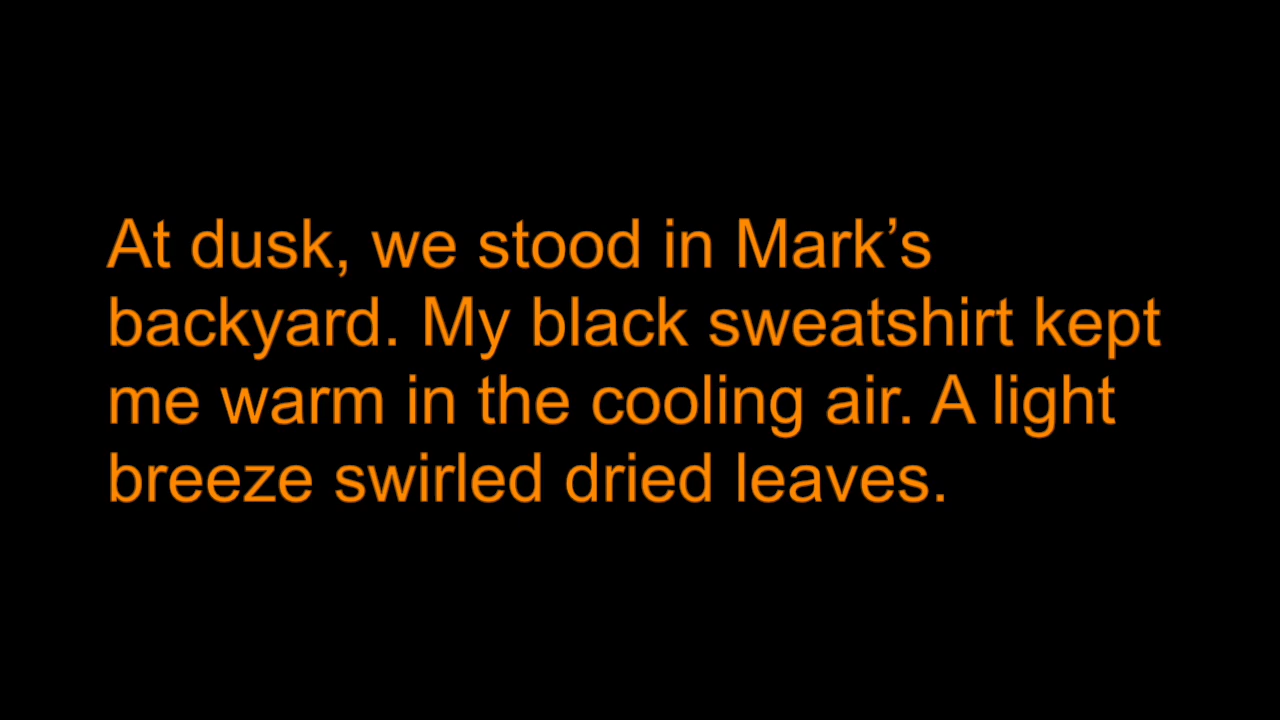 At dusk, we stood in Mark’s
backyard. My black sweatshirt kept
me warm in the cooling air. A light
breeze swirled dried leaves.